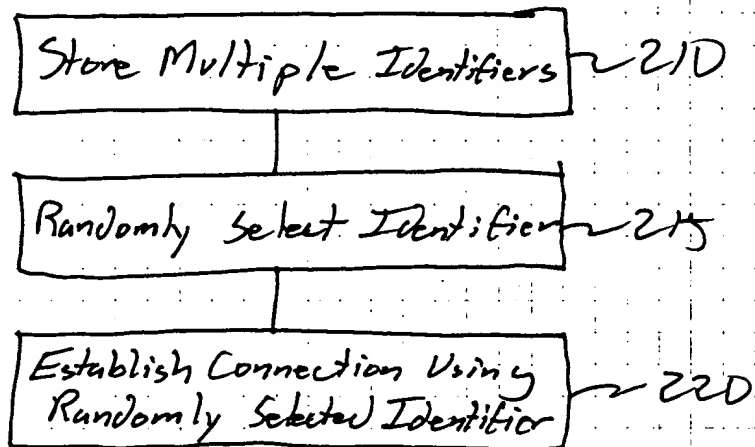 Store Multiple Identifiers 210
Randomly Select Identifier 215
Establish Connection Using
Randomly Selected Identifier 220